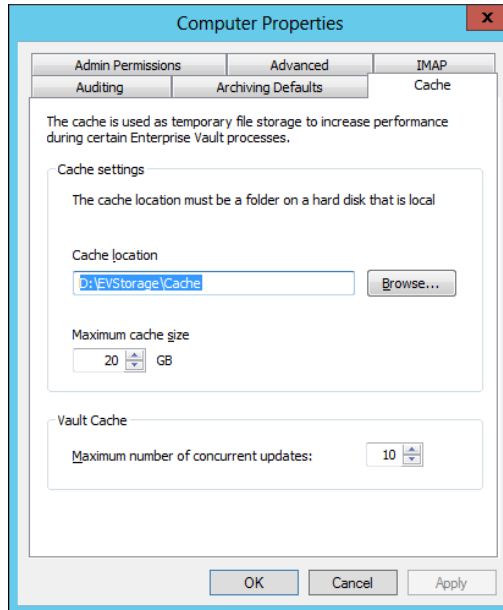 Computer Properties
x
Admin Permissions Advanced IMAP
Auditing Archiving Defaults Cache
The cache is used as temporary file storage to increase performance
during certain Enterprise Vault processes.
Cache settings
The cache location must be a folder on a hard disk that is local
Cache location
D:\EVStorage\Cache Browse...
Maximum cache size
20 GB
Vault Cache
Maximum number of concurrent updates: 10
OK Cancel Apply